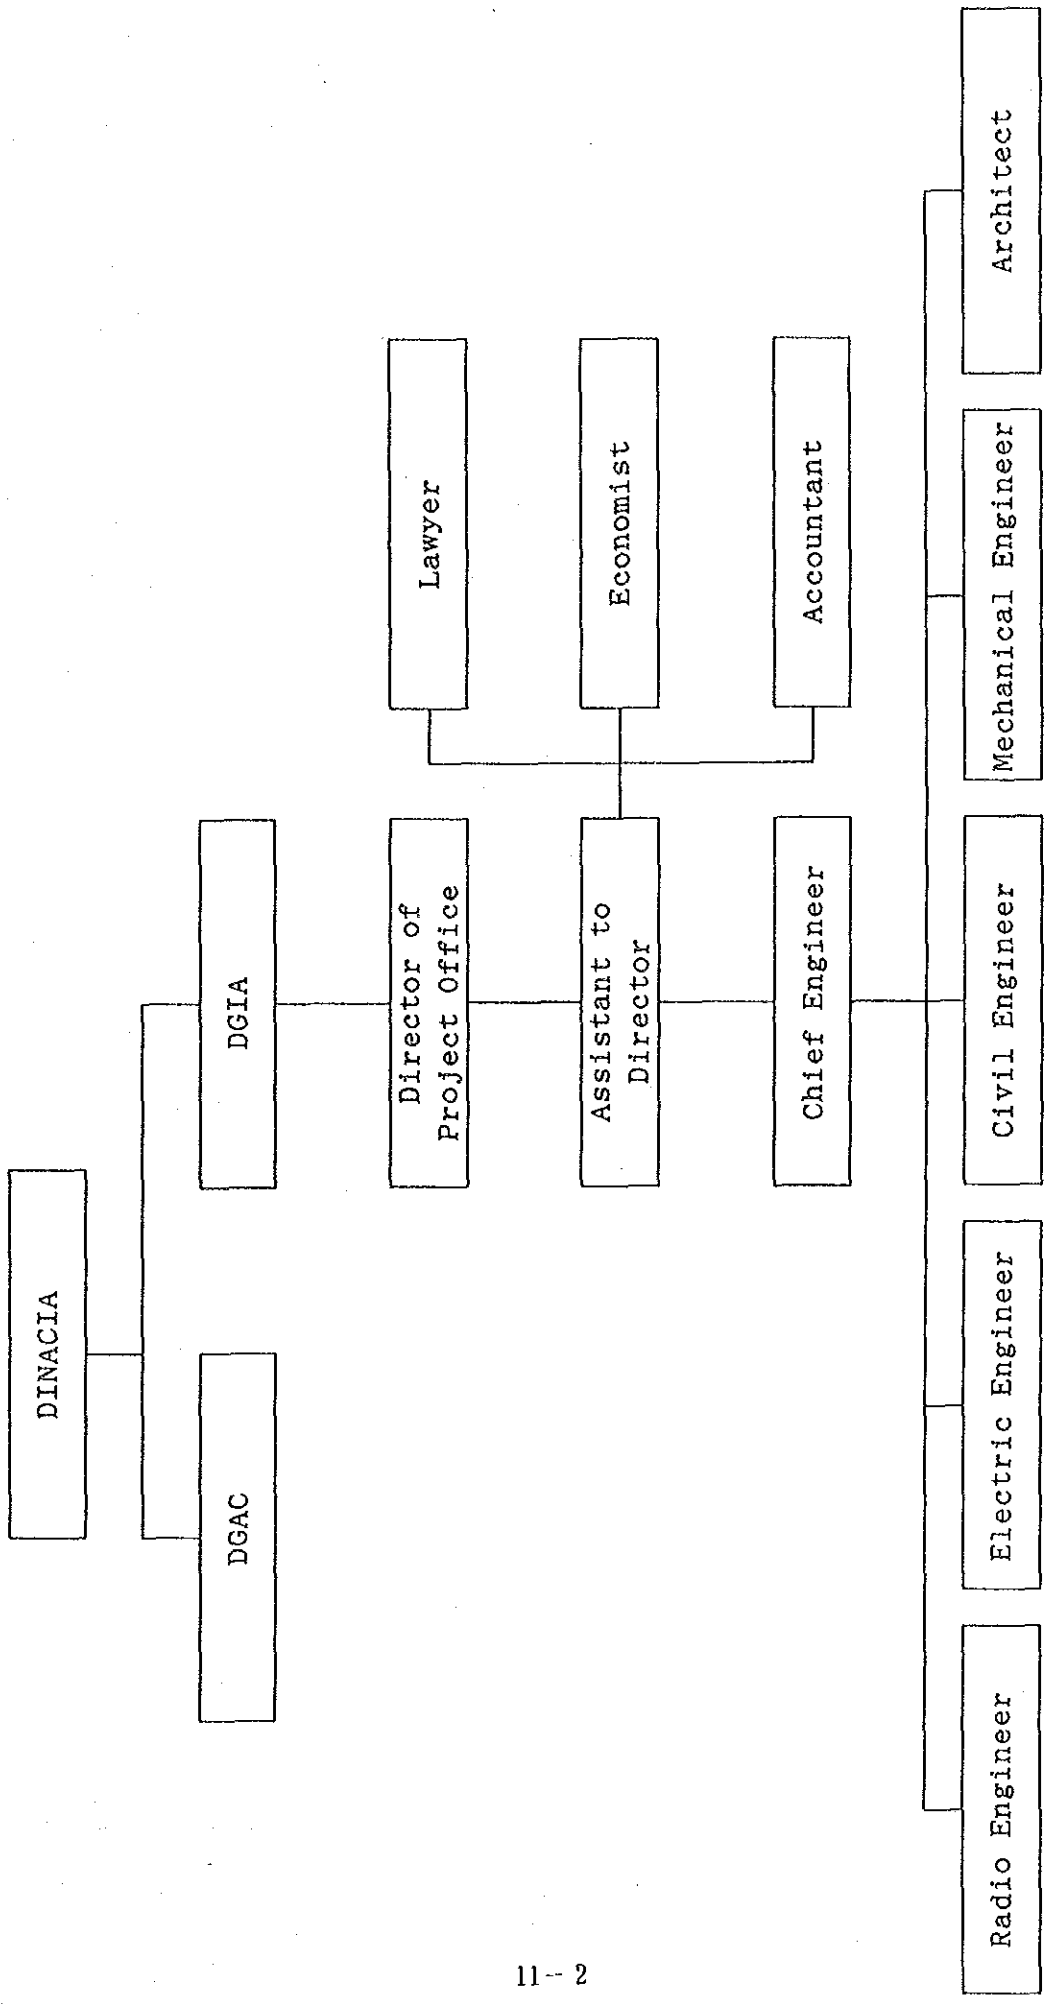 DINACIA
DGAC
DGIA
Director of
Project Office
Lawyer
Assistant to
Director
Economist
Chief Engineer
Accountant
Radio Engineer
Electric Engineer
Civil Engineer
Mechanical Engineer
Architect
11-- 2